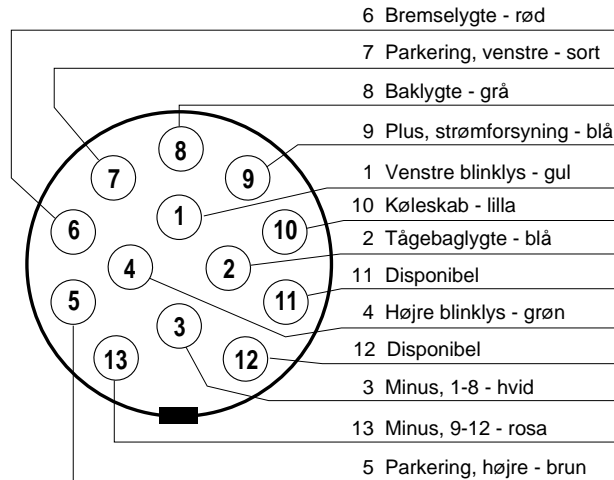 6 Bremselygte - rød
7 Parkering, venstre - sort
8 Baklygte - grå
9 Plus, strømforsyning - blå
1 Venstre blinklys - gul
10 Køleskab - lilla
2 Tågebaglygte - blå
11 Disponibel
4 Højre blinklys - grøn
12 Disponibel
3 Minus, 1-8 - hvid
13 Minus, 9-12 - rosa
5 Parkering, højre - brun
8
7
9
1
6
10
4
2
5
11
3
13
12